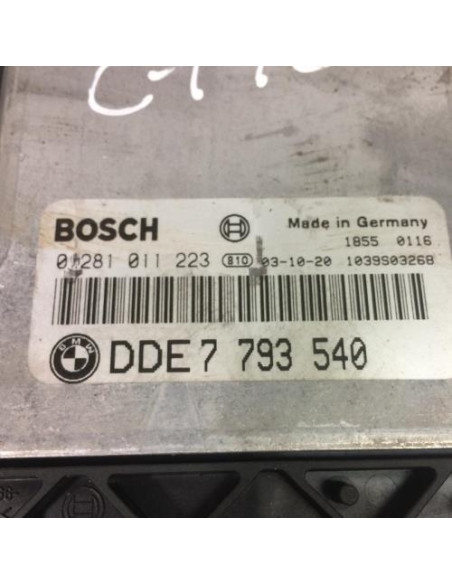 BOSCH Made in Germany
1855 0116
0 281 011 223 810 03-10-20 1039S03268
BMW DDE 7 793 540